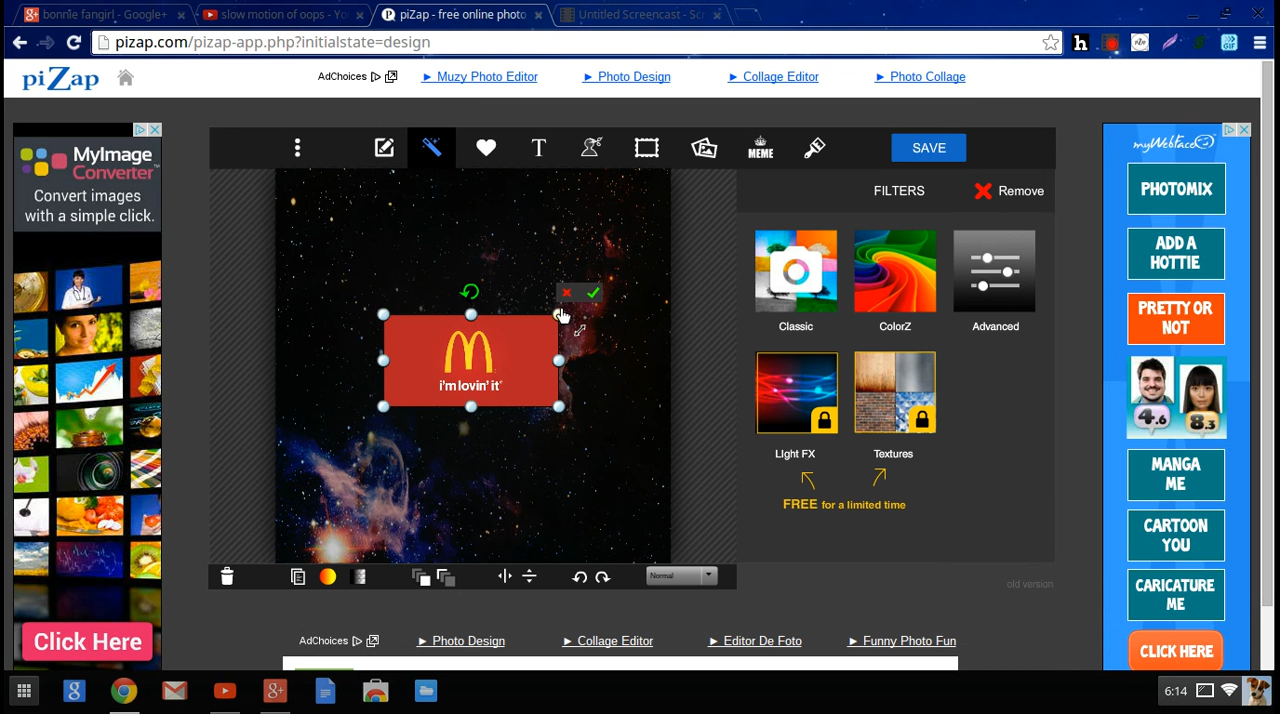 bonnie fangirl - Google+
slow motion of oops - Yo
piZap - free online photo
Untitled Screencast - Scr
pizap.com/pizap-app.php?initialstate=design
piZap
AdChoices
► Muzy Photo Editor
► Photo Design
► Collage Editor
► Photo Collage
MyImage
Converter™
Convert images
with a simple click.
Click Here
T
MEME
SAVE
FILTERS
Remove
Classic
ColorZ
Advanced
LIght FX
Textures
FREE for a limited time
i'm lovin' it®
Normal
old version
myWebface
PHOTOMIX
ADD A
HOTTIE
PRETTY OR
NOT
4.6
8.3
MANGA
ME
CARTOON
YOU
CARICATURE
ME
CLICK HERE
AdChoices
► Photo Design
► Collage Editor
► Editor De Foto
► Funny Photo Fun
6:14